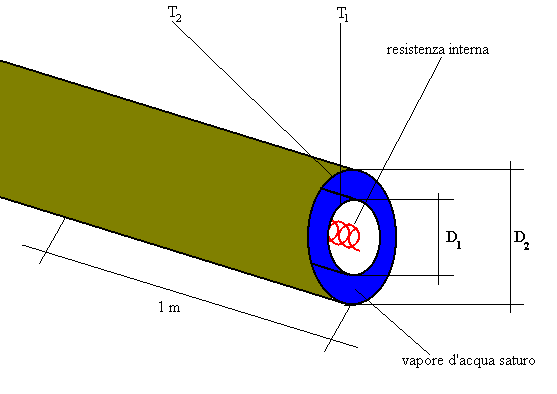 T2
T1
resistenza interna
D1
D2
1 m
vapore d'acqua saturo